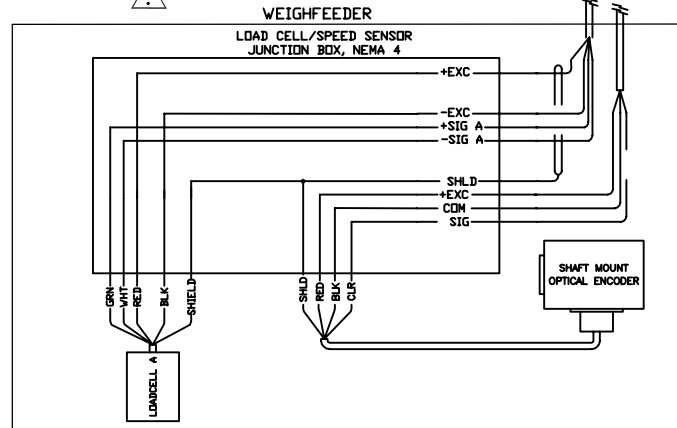 WEIGHFEEDER
LOAD CELL/SPEED SENSOR
JUNCTION BOX, NEMA 4
+EXC
-EXC
+SIG A
-SIG A
SHLD
+EXC
COM
SIG
SHAFT MOUNT
OPTICAL ENCODER
GRN
WHT
RED
BLK
SHIELD
SHLD
RED
BLK
CLR
LOADCELL A